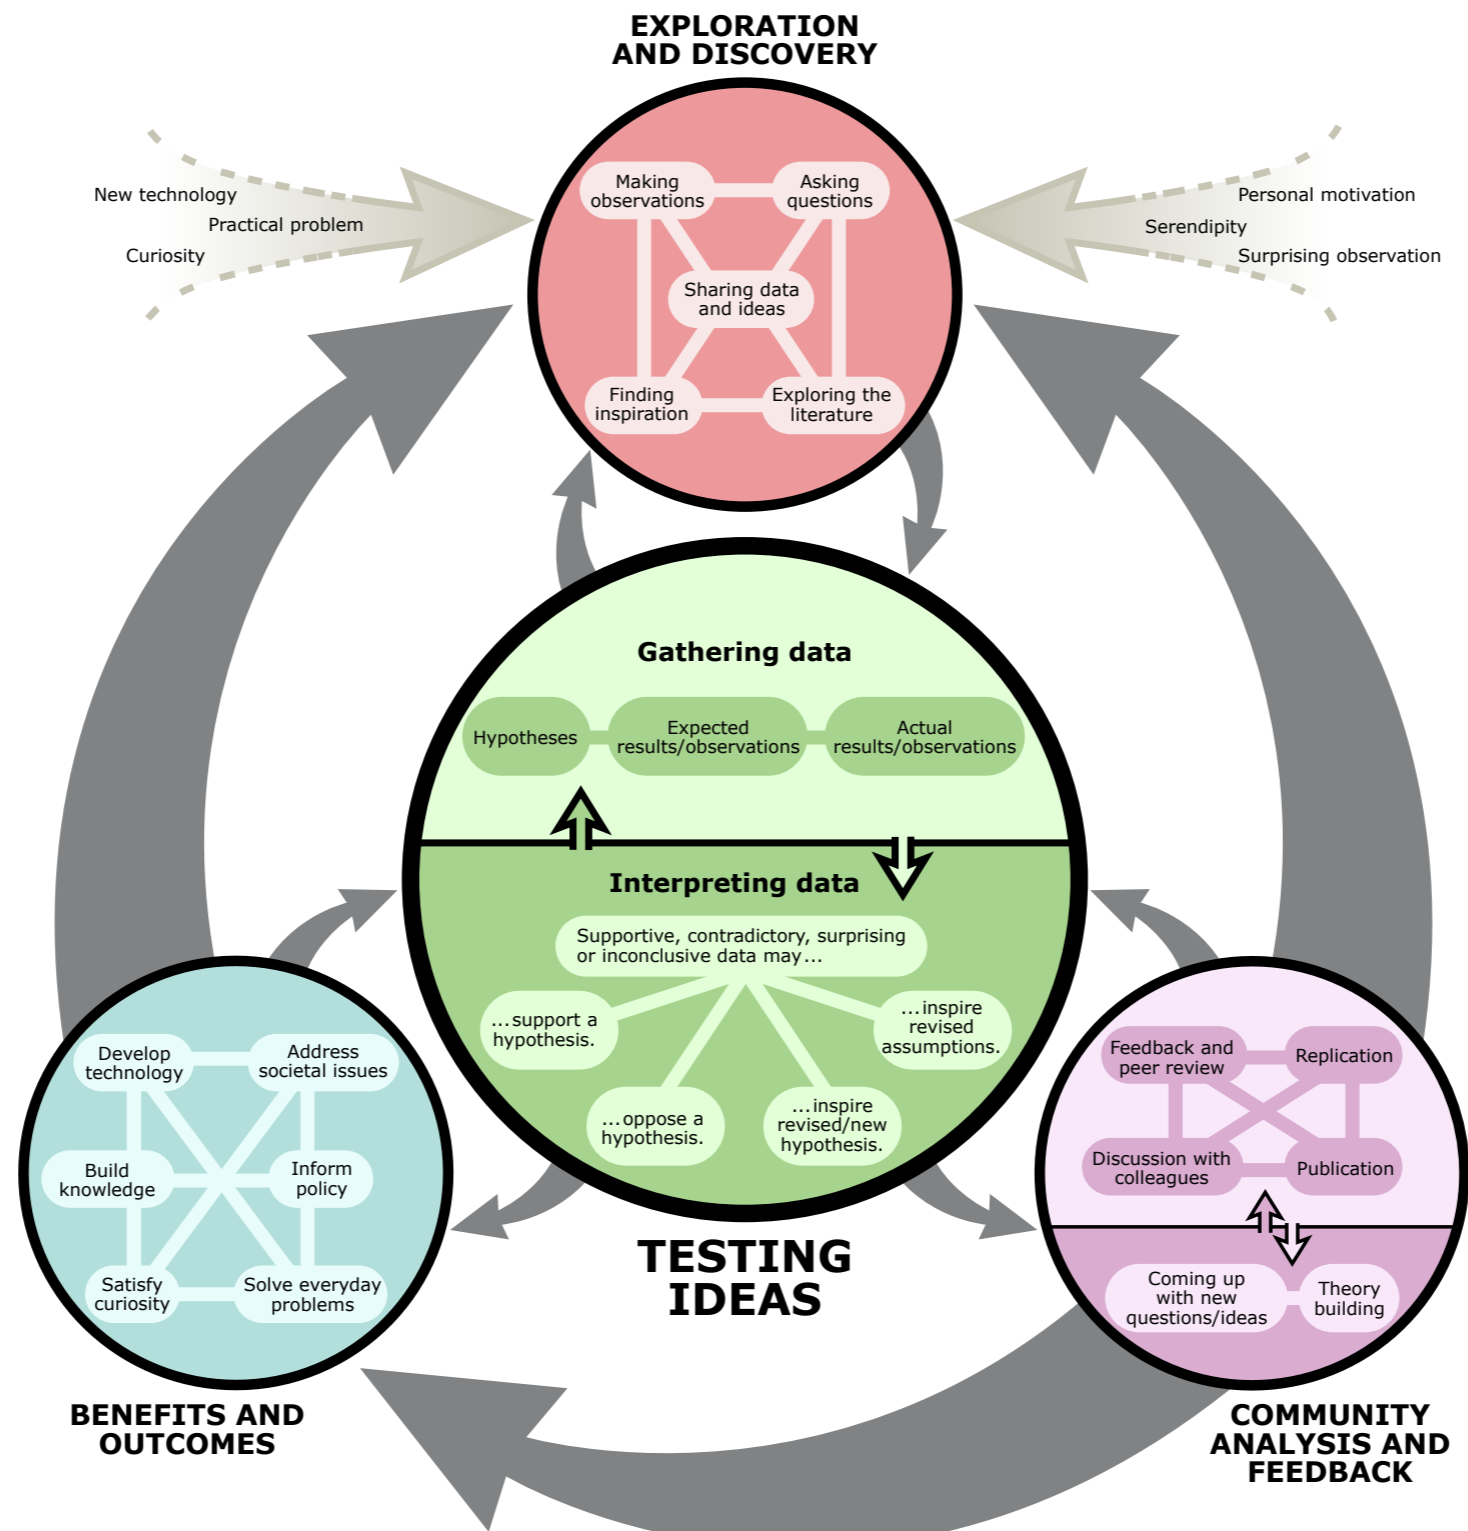 EXPLORATION
AND DISCOVERY
New technology
Practical problem
Curiosity
Personal motivation
Serendipity
Surprising observation
Making
observations
Asking
questions
Sharing data
and ideas
Finding
inspiration
Exploring the
literature
Gathering data
Hypotheses
Expected
results/observations
Actual
results/observations
Interpreting data
Supportive, contradictory, surprising
or inconclusive data may...
...support a
hypothesis.
...oppose a
hypothesis.
...inspire
revised/new
hypothesis.
...inspire
revised
assumptions.
TESTING
IDEAS
Develop
technology
Address
societal issues
Build
knowledge
Inform
policy
Satisfy
curiosity
Solve everyday
problems
BENEFITS AND
OUTCOMES
Feedback and
peer review
Replication
Discussion with
colleagues
Publication
Coming up
with new
questions/ideas
Theory
building
COMMUNITY
ANALYSIS AND
FEEDBACK